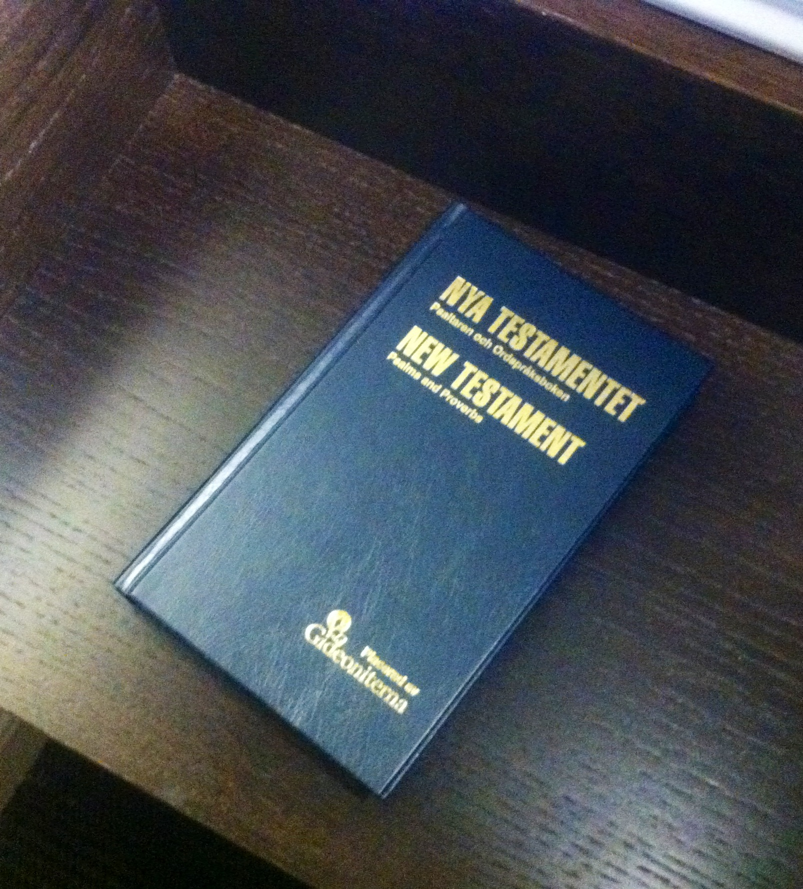 NYA TESTAMENTET
Psaltaren och Ordspråksboken
NEW TESTAMENT
Psalms and Proverbs
Placerad av
Gideoniterna